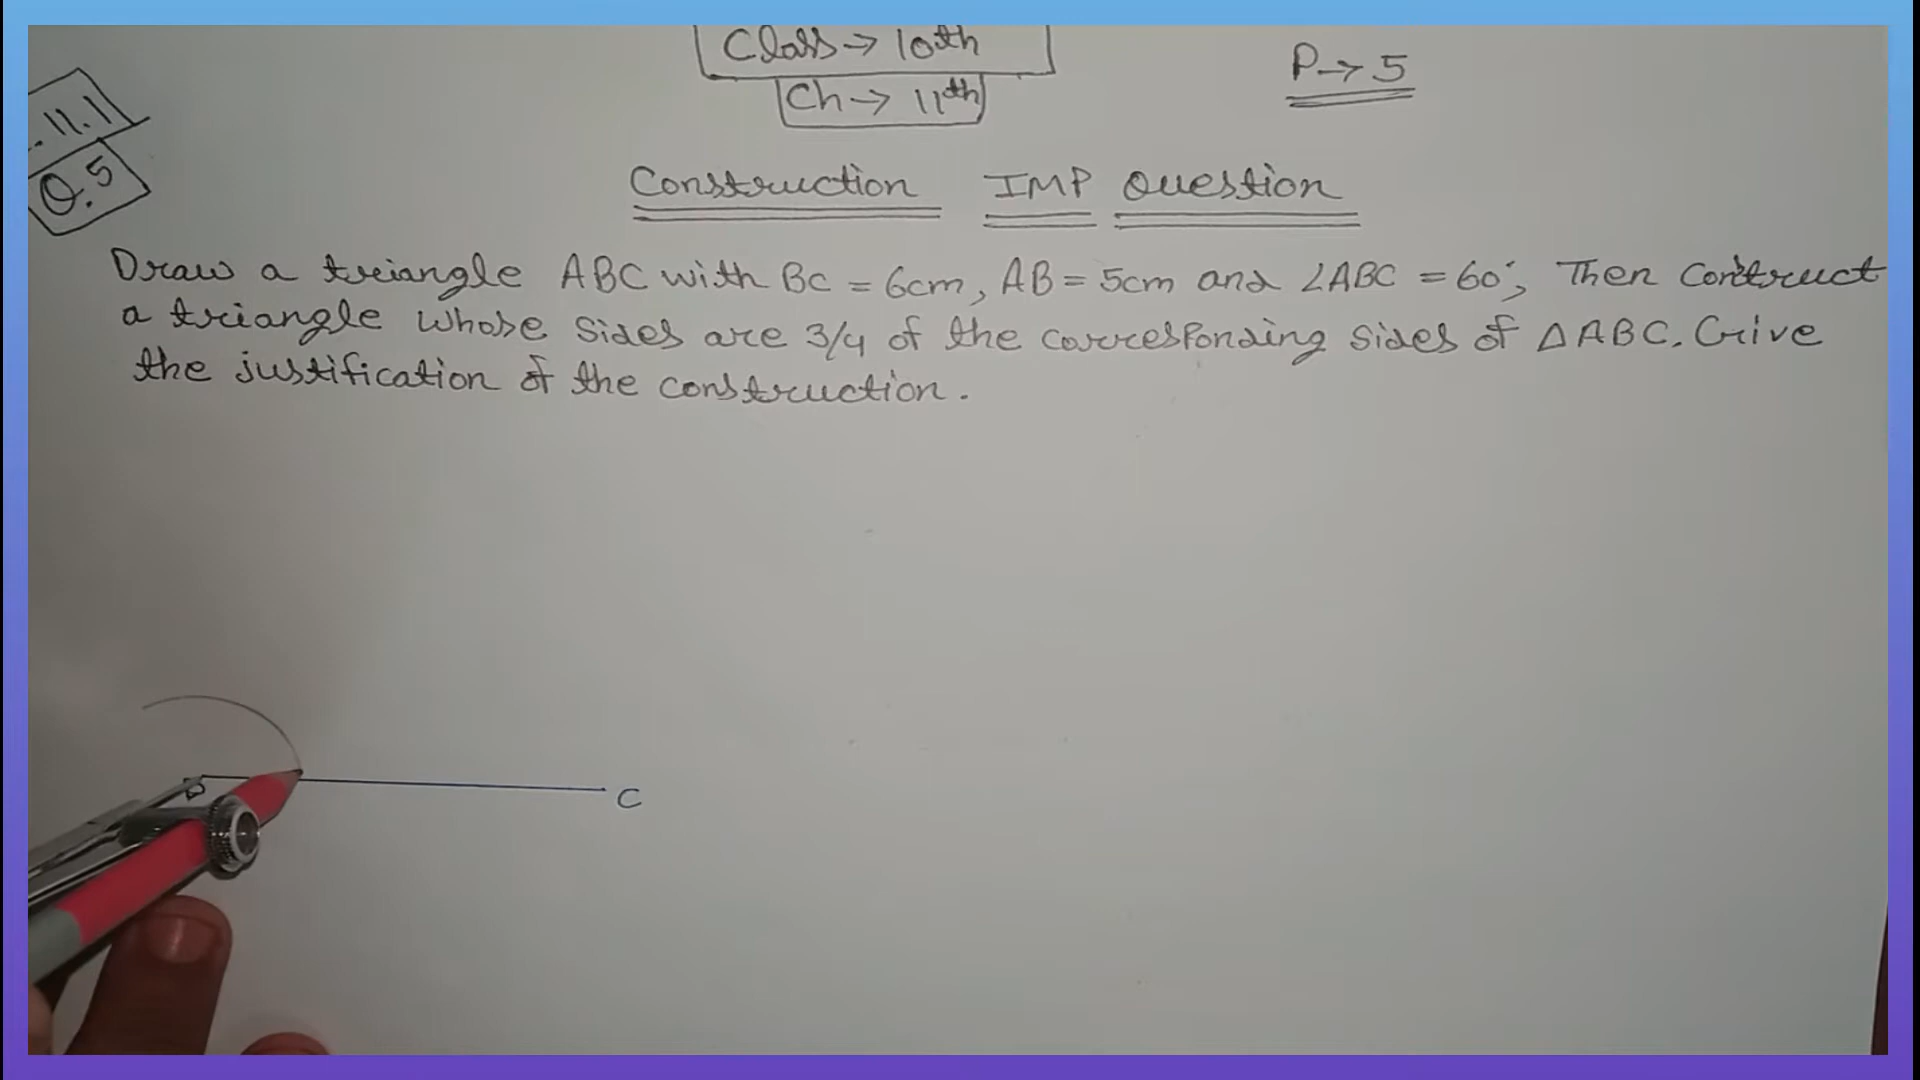 Class → 10th
Ch → 11th
P → 5
. 11.1
Q.5
Construction IMP Question
Draw a triangle ABC with BC = 6cm, AB = 5cm and ∠ABC = 60°, Then construct
a triangle whose sides are 3/4 of the corresponding sides of △ABC. Give
the justification of the construction.
B
C